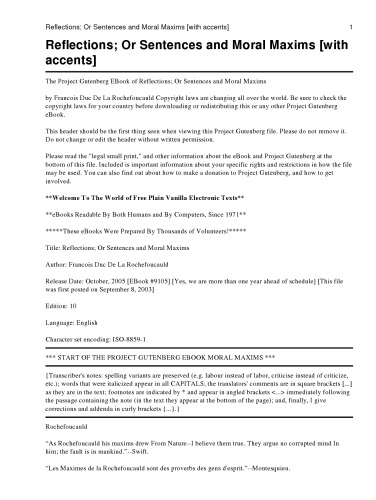 Reflections; Or Sentences and Moral Maxims [with accents] 1
Reflections; Or Sentences and Moral Maxims [with
accents]
The Project Gutenberg EBook of Reflections; Or Sentences and Moral Maxims
by Francois Duc De La Rochefoucauld Copyright laws are changing all over the world. Be sure to check the
copyright laws for your country before downloading or redistributing this or any other Project Gutenberg
eBook.
This header should be the first thing seen when viewing this Project Gutenberg file. Please do not remove it.
Do not change or edit the header without written permission.
Please read the "legal small print," and other information about the eBook and Project Gutenberg at the
bottom of this file. Included is important information about your specific rights and restrictions in how the file
may be used. You can also find out about how to make a donation to Project Gutenberg, and how to get
involved.
**Welcome To The World of Free Plain Vanilla Electronic Texts**
**eBooks Readable By Both Humans and By Computers, Since 1971**
*****These eBooks Were Prepared By Thousands of Volunteers!*****
Title: Reflections; Or Sentences and Moral Maxims
Author: Francois Duc De La Rochefoucauld
Release Date: October, 2005 [EBook #9105] [Yes, we are more than one year ahead of schedule] [This file
was first posted on September 8, 2003]
Edition: 10
Language: English
Character set encoding: ISO-8859-1
*** START OF THE PROJECT GUTENBERG EBOOK MORAL MAXIMS ***
{Transcriber's notes: spelling variants are preserved (e.g. labour instead of labor, criticise instead of criticize,
etc.); words that were italicized appear in all CAPITALS; the translators' comments are in square brackets [...]
as they are in the text; footnotes are indicated by * and appear in angled brackets <...> immediately following
the passage containing the note (in the text they appear at the bottom of the page); and, finally, I give
corrections and addenda in curly brackets {...}.}
Rochefoucauld
"As Rochefoucauld his maxims drew From Nature--I believe them true. They argue no corrupted mind In
him; the fault is in mankind."--Swift.
"Les Maximes de la Rochefoucauld sont des proverbs des gens d'esprit."--Montesquieu.